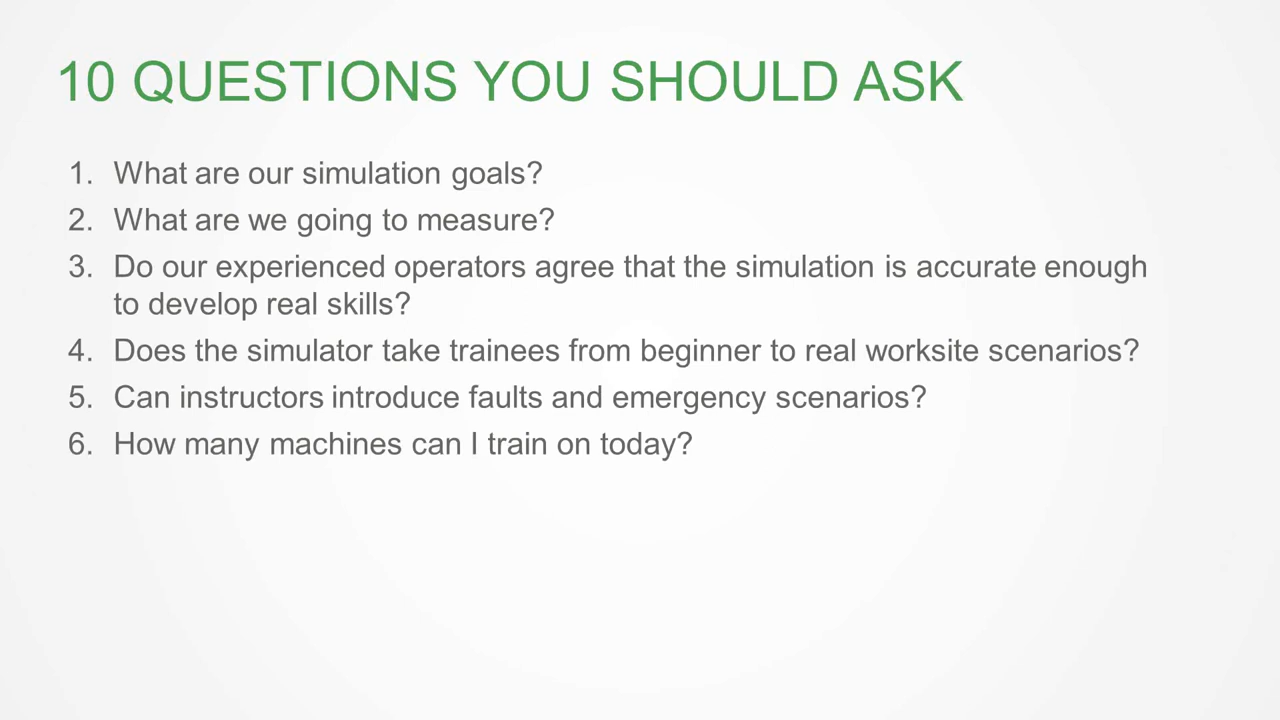 10 QUESTIONS YOU SHOULD ASK
1. What are our simulation goals?
2. What are we going to measure?
3. Do our experienced operators agree that the simulation is accurate enough
to develop real skills?
4. Does the simulator take trainees from beginner to real worksite scenarios?
5. Can instructors introduce faults and emergency scenarios?
6. How many machines can I train on today?